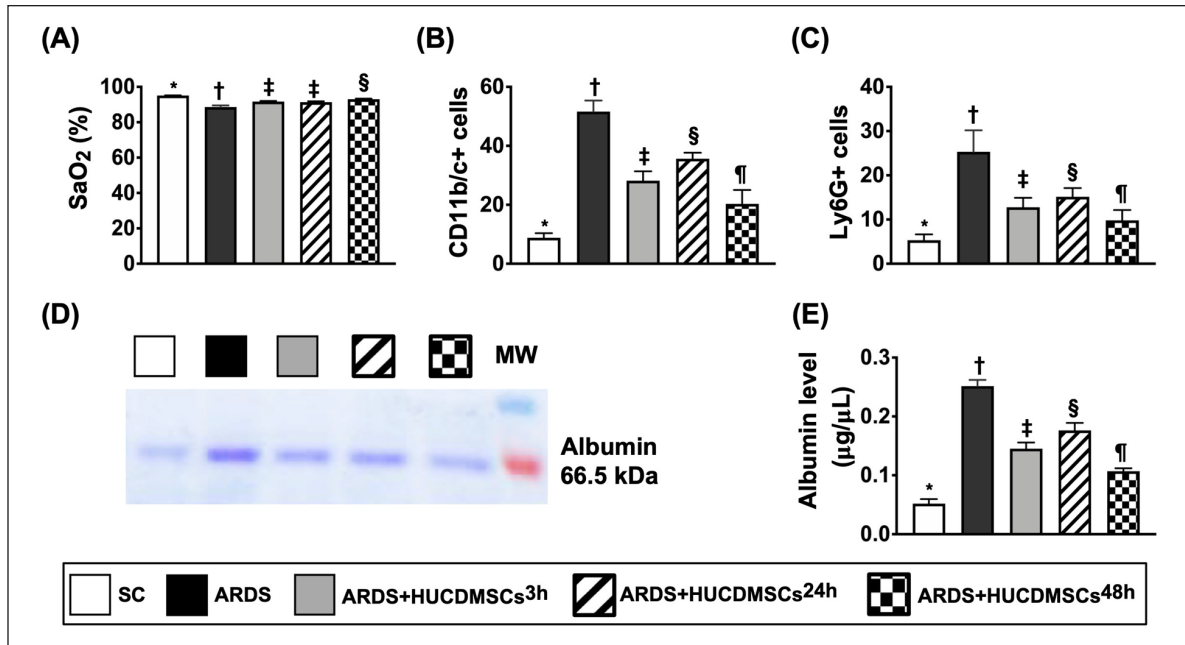 (A)
SaO2 (%)
100
80
60
40
20
0
*
†
‡
‡
§
(B)
CD11b/c+ cells
60
40
20
0
*
†
‡
§
¶
(C)
Ly6G+ cells
40
30
20
10
0
*
†
‡
§
¶
(D)
MW
Albumin
66.5 kDa
(E)
Albumin level
(µg/µL)
0.3
0.2
0.1
0.0
*
†
‡
§
¶
SC ARDS ARDS+HUCDMSCs3h ARDS+HUCDMSCs24h ARDS+HUCDMSCs48h